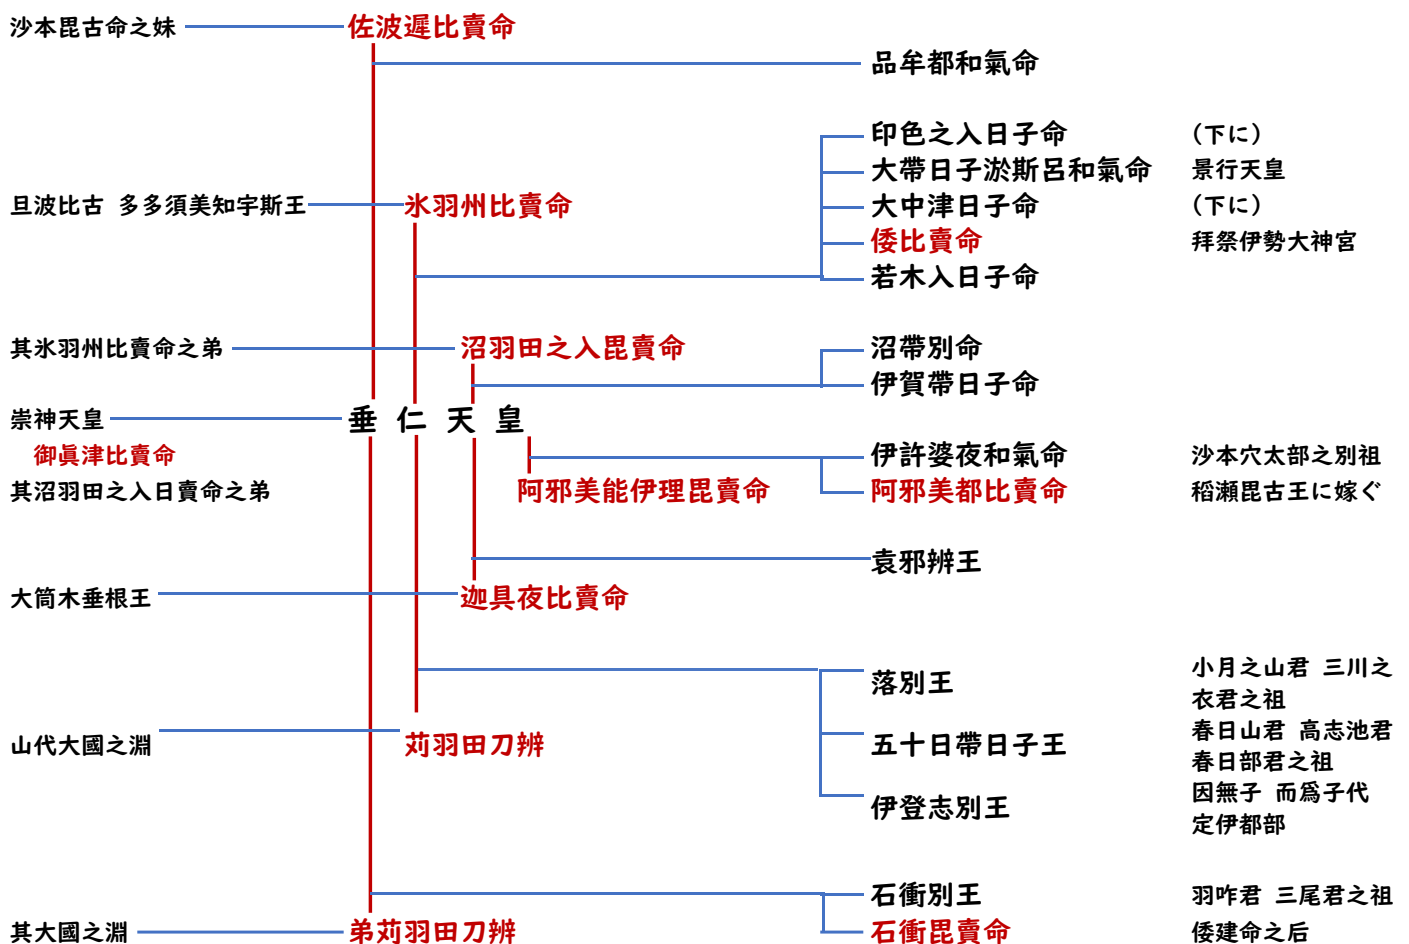 沙本毘古命之妹 佐波遲比賣命
品牟都和氣命
印色之入日子命 （下に）
大帶日子淤斯呂和氣命 景行天皇
旦波比古 多多須美知宇斯王 氷羽州比賣命 大中津日子命 （下に）
倭比賣命 拜祭伊勢大神宮
若木入日子命
其氷羽州比賣命之弟 沼羽田之入毘賣命 沼帶別命
伊賀帶日子命
崇神天皇 垂仁天皇
御眞津比賣命 伊許婆夜和氣命 沙本穴太部之別祖
其沼羽田之入日賣命之弟 阿邪美能伊理毘賣命 阿邪美都比賣命 稻瀬毘古王に嫁ぐ
袁邪辨王
大筒木垂根王 迦具夜比賣命
落別王 小月之山君 三川之
衣君之祖
山代大國之淵 苅羽田刀辨 五十日帶日子王 春日山君 高志池君
春日部君之祖
伊登志別王 因無子 而爲子代
定伊都部
石衝別王 羽咋君 三尾君之祖
其大國之淵 弟苅羽田刀辨 石衝毘賣命 倭建命之后